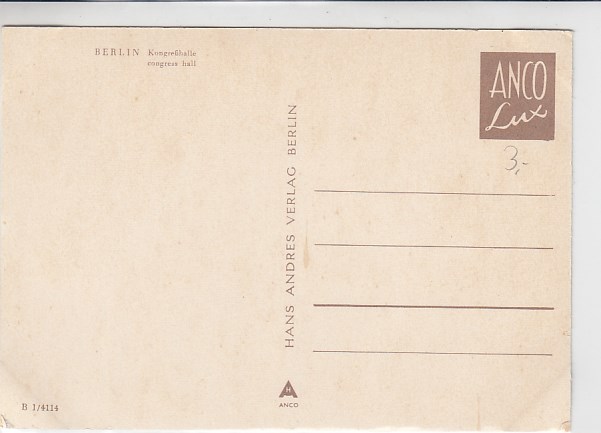 BERLIN Kongreßhalle
congress hall
ANCO
Lux
3,-
HANS ANDRES VERLAG BERLIN
H
ANCO
B 1/4114